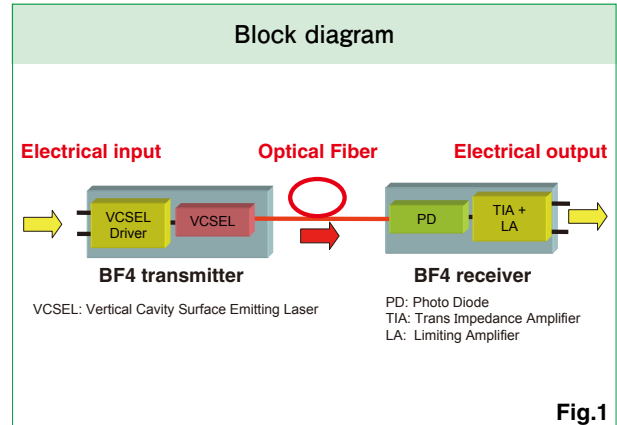 Block diagram
Electrical input
Optical Fiber
Electrical output
VCSEL
Driver
VCSEL
PD
TIA +
LA
BF4 transmitter
BF4 receiver
VCSEL: Vertical Cavity Surface Emitting Laser
PD: Photo Diode
TIA: Trans Impedance Amplifier
LA: Limiting Amplifier
Fig.1